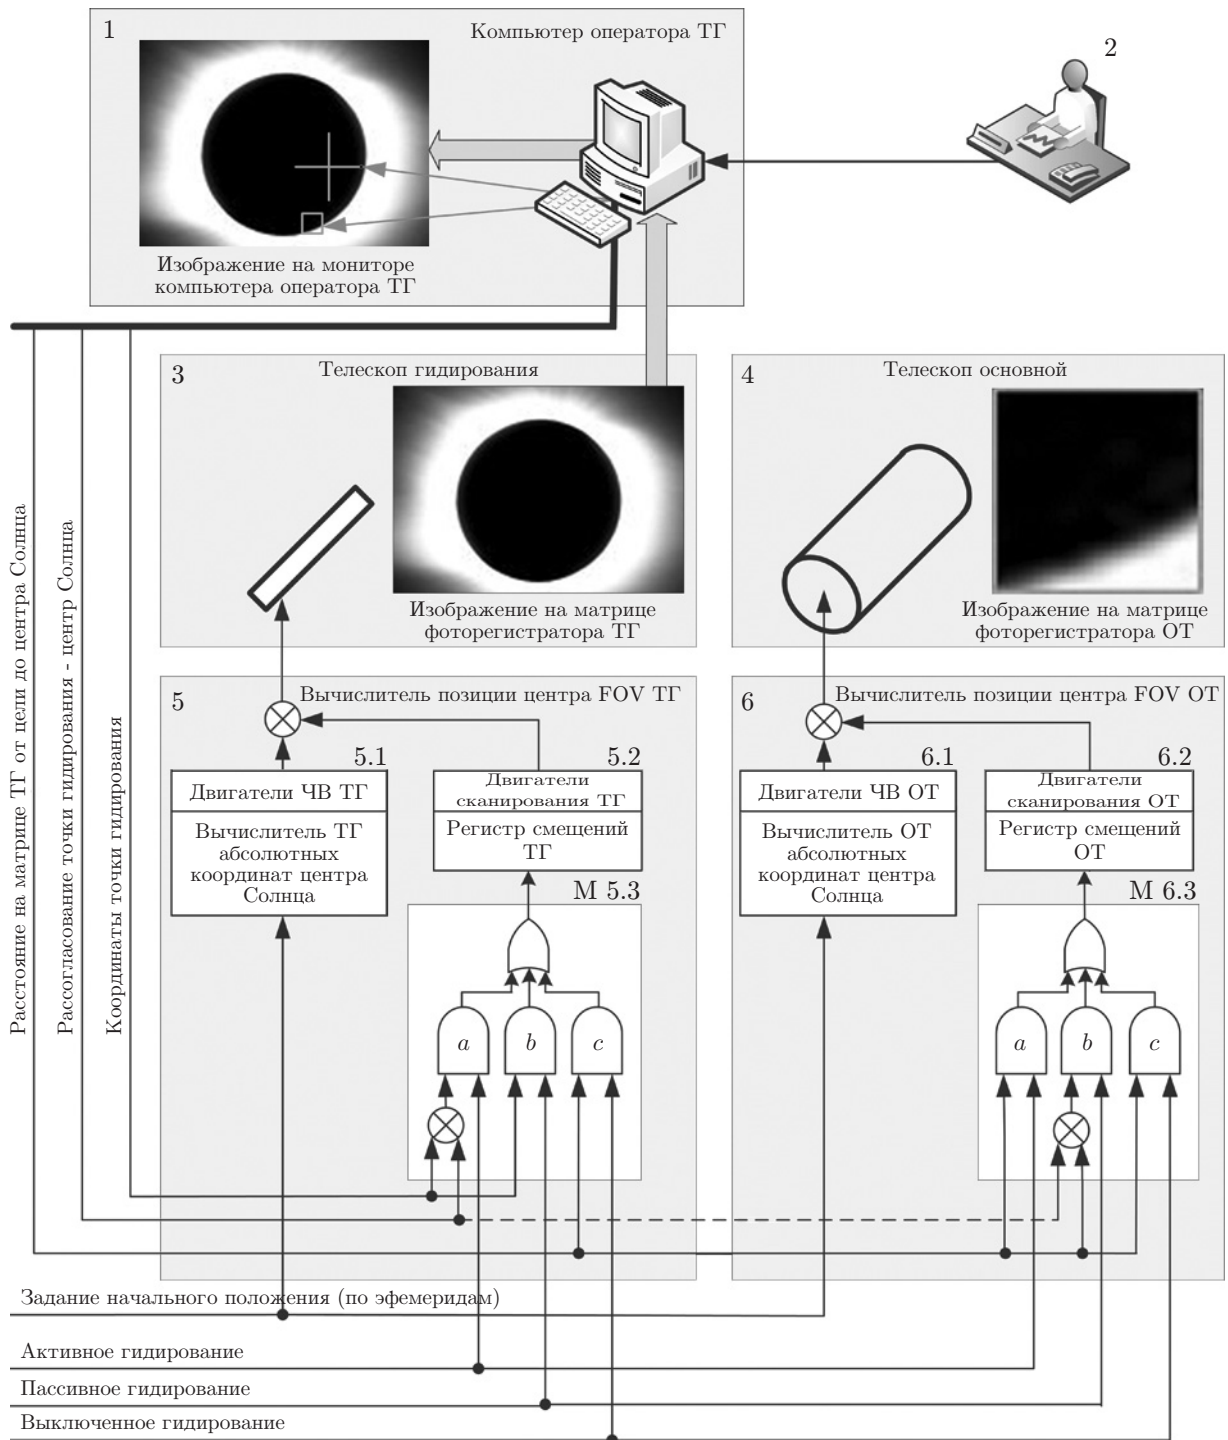 1
Компьютер оператора ТГ
2
Изображение на мониторе
компьютера оператора ТГ
3
Телескоп гидирования
Изображение на матрице
фоторегистратора ТГ
4
Телескоп основной
Изображение на матрице
фоторегистратора ОТ
Расстояние на матрице ТГ от цели до центра Солнца
Рассогласование точки гидирования - центр Солнца
Координаты точки гидирования
5
Вычислитель позиции центра FOV ТГ
5.1
Двигатели ЧВ ТГ
Вычислитель ТГ
абсолютных
координат центра
Солнца
5.2
Двигатели
сканирования ТГ
Регистр смещений
ТГ
М 5.3
a
b
c
6
Вычислитель позиции центра FOV ОТ
6.1
Двигатели ЧВ ОТ
Вычислитель ОТ
абсолютных
координат центра
Солнца
6.2
Двигатели
сканирования ОТ
Регистр смещений
ОТ
М 6.3
a
b
c
Задание начального положения (по эфемеридам)
Активное гидирование
Пассивное гидирование
Выключенное гидирование